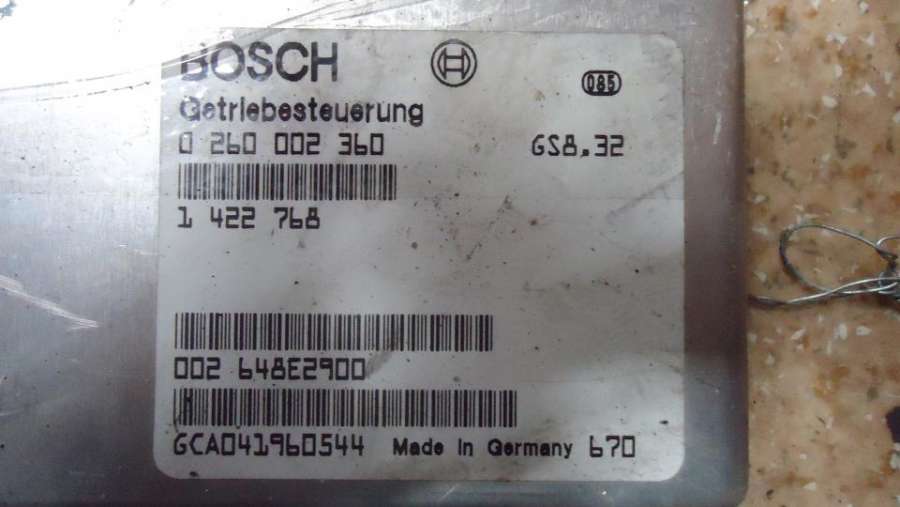 BOSCH
085
Getriebesteuerung
0 260 002 360 GS8.32
1 422 768
002 648E2900
GCA041960544 Made in Germany 670